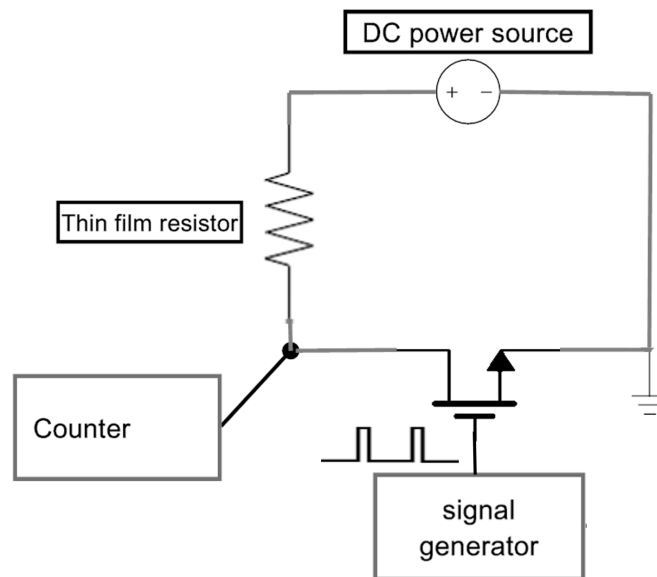 DC power source
+ −
Thin film resistor
Counter
signal
generator